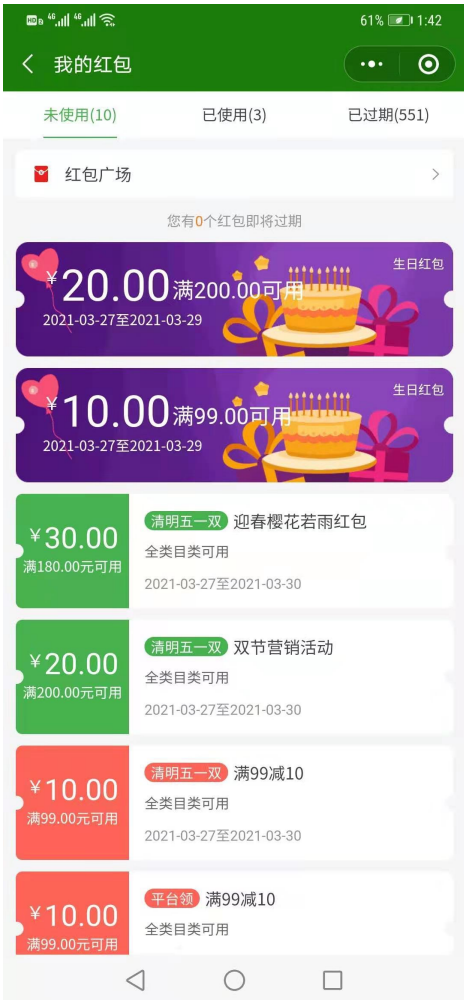 HD 2 4G 4G 61% 1:42
我的红包
未使用(10) 已使用(3) 已过期(551)
红包广场
您有0个红包即将过期
生日红包
¥20.00满200.00可用
2021-03-27至2021-03-29
生日红包
¥10.00满99.00可用
2021-03-27至2021-03-29
¥30.00
满180.00元可用
清明五一双 迎春樱花若雨红包
全类目类可用
2021-03-27至2021-03-30
¥20.00
满200.00元可用
清明五一双 双节营销活动
全类目类可用
2021-03-27至2021-03-30
¥10.00
满99.00元可用
清明五一双 满99减10
全类目类可用
2021-03-27至2021-03-30
¥10.00
满99.00元可用
平台领 满99减10
全类目类可用